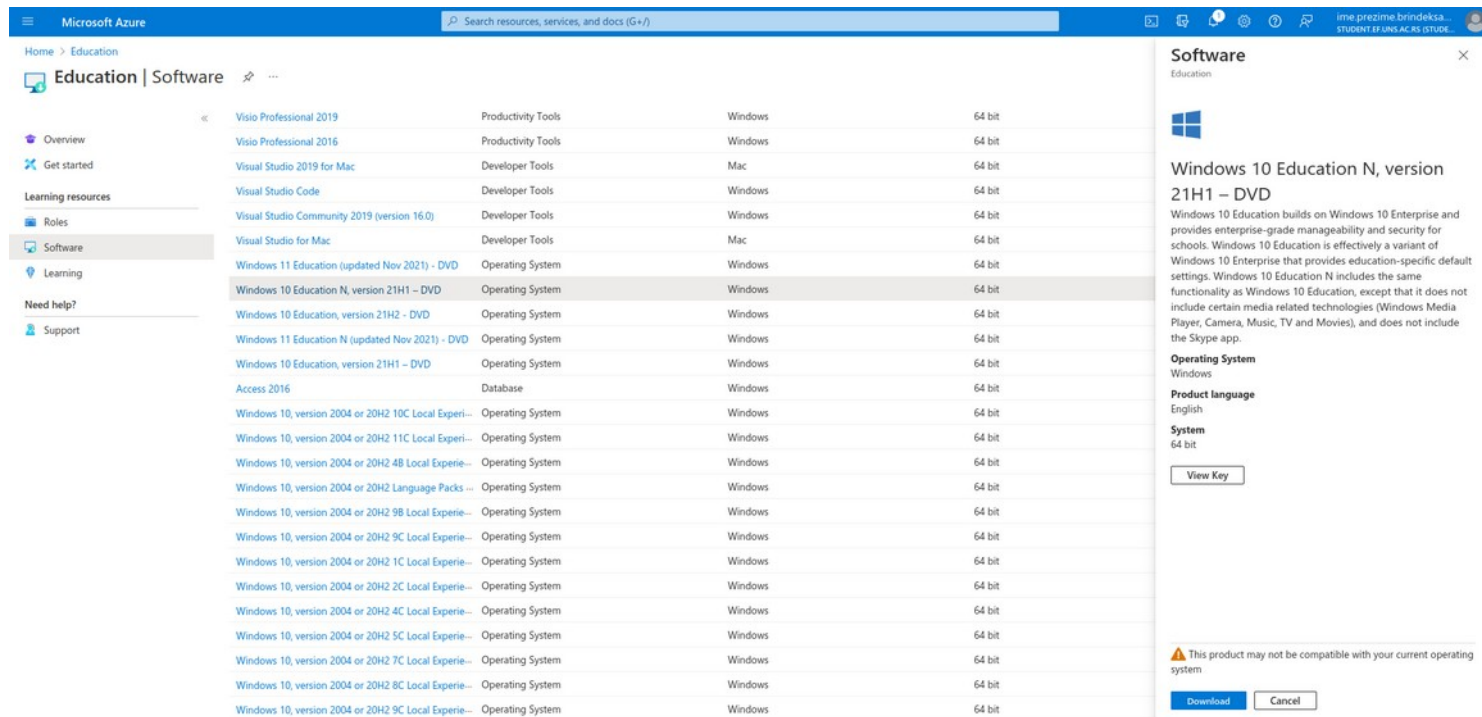 Microsoft Azure
Search resources, services, and docs (G+/)
1
ime.prezime.brindeksa...
STUDENT.EF.UNS.AC.RS (STUDE...
Home > Education
Education | Software
Overview
Get started
Learning resources
Roles
Software
Learning
Need help?
Support
Visio Professional 2019 Productivity Tools Windows 64 bit
Visio Professional 2016 Productivity Tools Windows 64 bit
Visual Studio 2019 for Mac Developer Tools Mac 64 bit
Visual Studio Code Developer Tools Windows 64 bit
Visual Studio Community 2019 (version 16.0) Developer Tools Windows 64 bit
Visual Studio for Mac Developer Tools Mac 64 bit
Windows 11 Education (updated Nov 2021) - DVD Operating System Windows 64 bit
Windows 10 Education N, version 21H1 – DVD Operating System Windows 64 bit
Windows 10 Education, version 21H2 - DVD Operating System Windows 64 bit
Windows 11 Education N (updated Nov 2021) - DVD Operating System Windows 64 bit
Windows 10 Education, version 21H1 – DVD Operating System Windows 64 bit
Access 2016 Database Windows 64 bit
Windows 10, version 2004 or 20H2 10C Local Experi... Operating System Windows 64 bit
Windows 10, version 2004 or 20H2 11C Local Experi... Operating System Windows 64 bit
Windows 10, version 2004 or 20H2 4B Local Experie... Operating System Windows 64 bit
Windows 10, version 2004 or 20H2 Language Packs ... Operating System Windows 64 bit
Windows 10, version 2004 or 20H2 9B Local Experie... Operating System Windows 64 bit
Windows 10, version 2004 or 20H2 9C Local Experie... Operating System Windows 64 bit
Windows 10, version 2004 or 20H2 1C Local Experie... Operating System Windows 64 bit
Windows 10, version 2004 or 20H2 2C Local Experie... Operating System Windows 64 bit
Windows 10, version 2004 or 20H2 4C Local Experie... Operating System Windows 64 bit
Windows 10, version 2004 or 20H2 5C Local Experie... Operating System Windows 64 bit
Windows 10, version 2004 or 20H2 7C Local Experie... Operating System Windows 64 bit
Windows 10, version 2004 or 20H2 8C Local Experie... Operating System Windows 64 bit
Windows 10, version 2004 or 20H2 9C Local Experie... Operating System Windows 64 bit
Software
Education
Windows 10 Education N, version
21H1 – DVD
Windows 10 Education builds on Windows 10 Enterprise and
provides enterprise-grade manageability and security for
schools. Windows 10 Education is effectively a variant of
Windows 10 Enterprise that provides education-specific default
settings. Windows 10 Education N includes the same
functionality as Windows 10 Education, except that it does not
include certain media related technologies (Windows Media
Player, Camera, Music, TV and Movies), and does not include
the Skype app.
Operating System
Windows
Product language
English
System
64 bit
View Key
This product may not be compatible with your current operating
system
Download Cancel